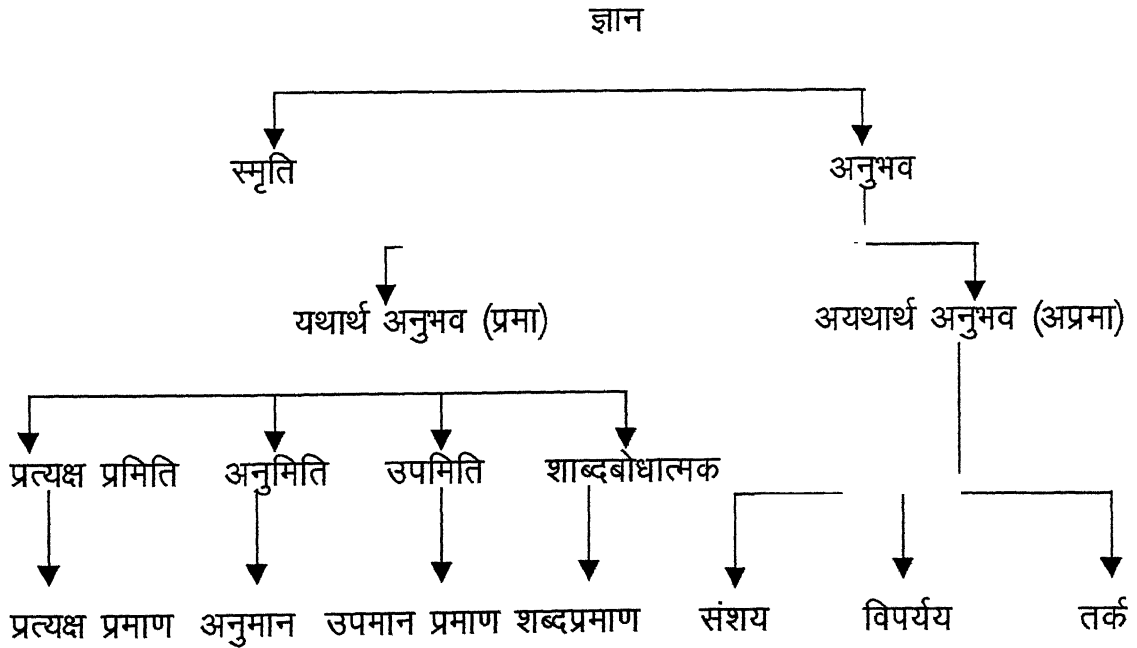 ज्ञान
स्मृति अनुभव
यथार्थ अनुभव (प्रमा) अयथार्थ अनुभव (अप्रमा)
प्रत्यक्ष प्रमिति अनुमिति उपमिति शाब्दबोधात्मक
प्रत्यक्ष प्रमाण अनुमान उपमान प्रमाण शब्दप्रमाण संशय विपर्यय तर्क